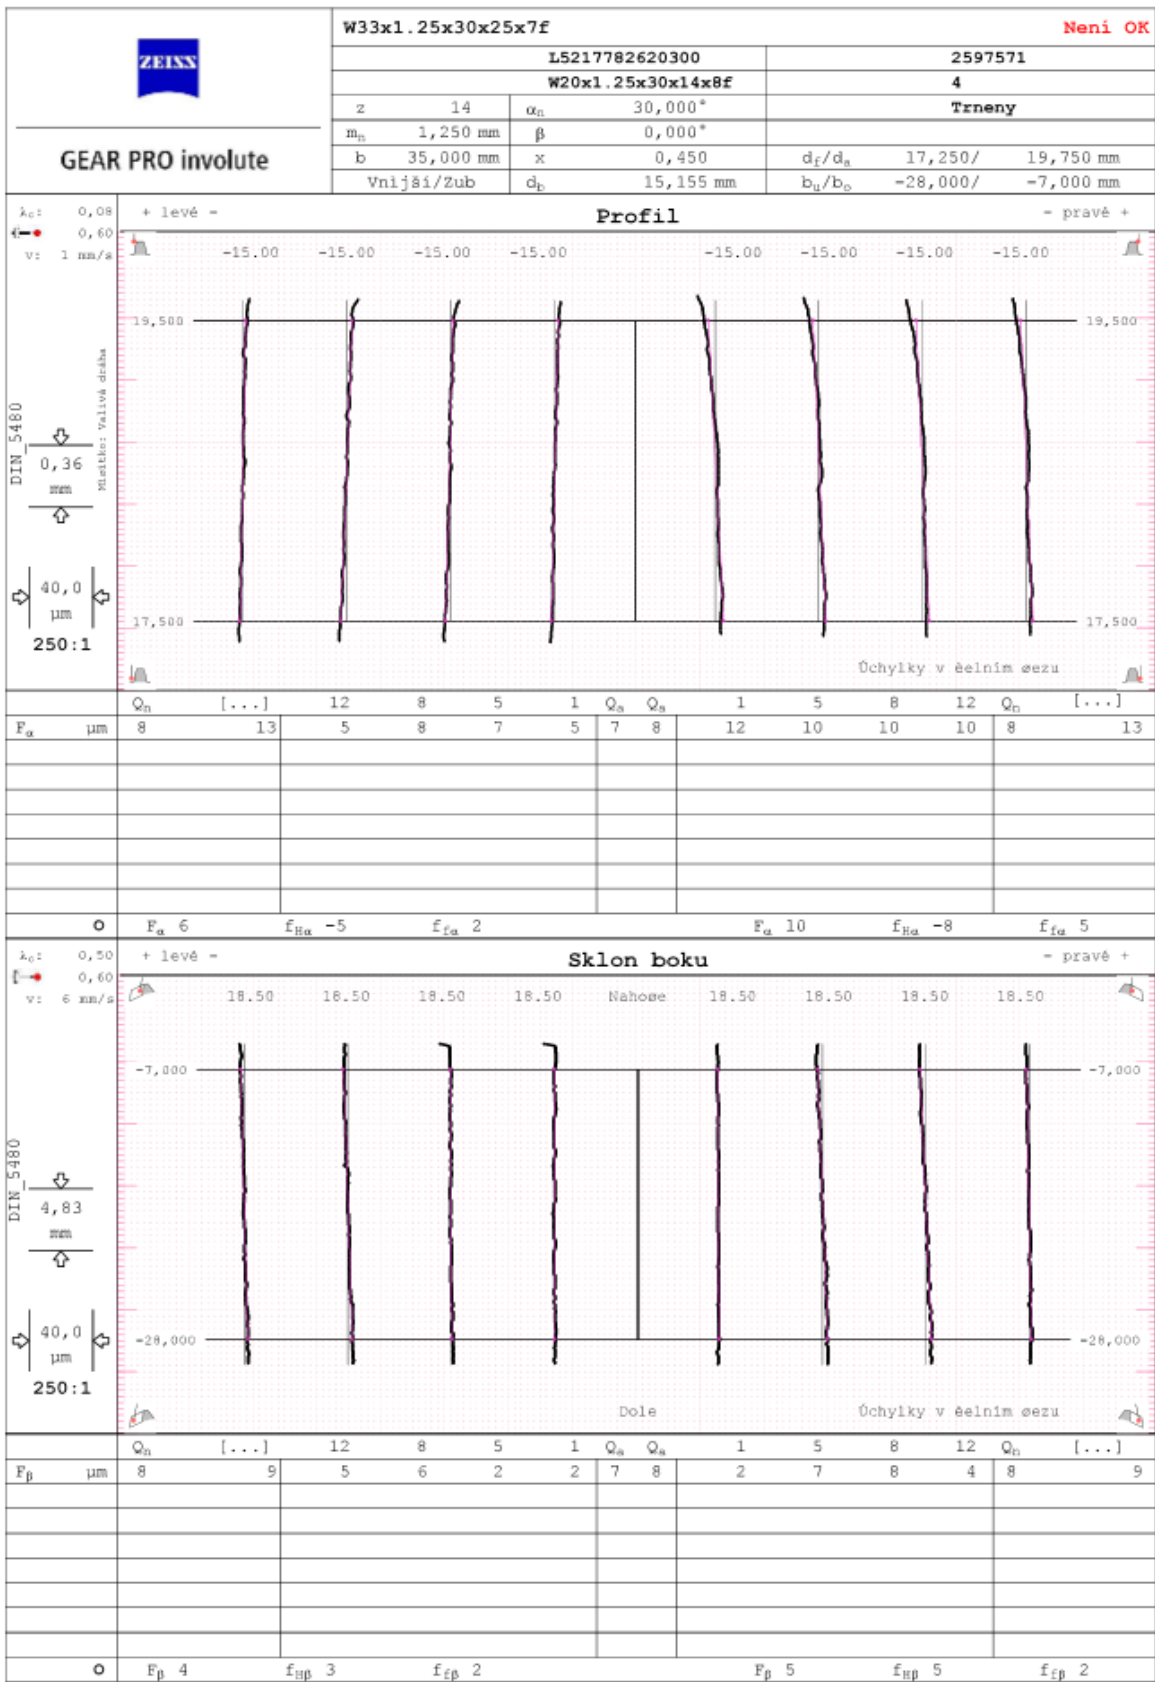 W33x1.25x30x25x7f Není OK
ZEISS
L5217782620300 2597571
W20x1.25x30x14x8f 4
z 14 αn 30,000° Trneny
mn 1,250 mm β 0,000°
GEAR PRO involute
b 35,000 mm x 0,450 df/da 17,250/ 19,750 mm
Vnijší/Zub db 15,155 mm bu/bo -28,000/ -7,000 mm
λc: 0,08 + levé - Profil - pravé +
0,60
v: 1 mm/s
-15.00 -15.00 -15.00 -15.00 -15.00 -15.00 -15.00 -15.00
19,500 19,500
DIN_5480
Mìøítko: Valivá dráha
0,36
mm
40,0
µm
250:1
17,500 17,500
Úchylky v èelním øezu
Qn [...] 12 8 5 1 Qa Qa 1 5 8 12 Qn [...]
Fα µm 8 13 5 8 7 5 7 8 12 10 10 10 8 13
Fα 6 fHα -5 ffα 2 Fα 10 fHα -8 ffα 5
λc: 0,50 + levé - Sklon boku - pravé +
0,60
v: 6 mm/s
18.50 18.50 18.50 18.50 Nahoøe 18.50 18.50 18.50 18.50
-7,000 -7,000
DIN_5480
4,83
mm
40,0
µm
250:1
-28,000 -28,000
Dole Úchylky v èelním øezu
Qn [...] 12 8 5 1 Qa Qa 1 5 8 12 Qn [...]
Fβ µm 8 9 5 6 2 2 7 8 2 7 8 4 8 9
Fβ 4 fHβ 3 ffβ 2 Fβ 5 fHβ 5 ffβ 2